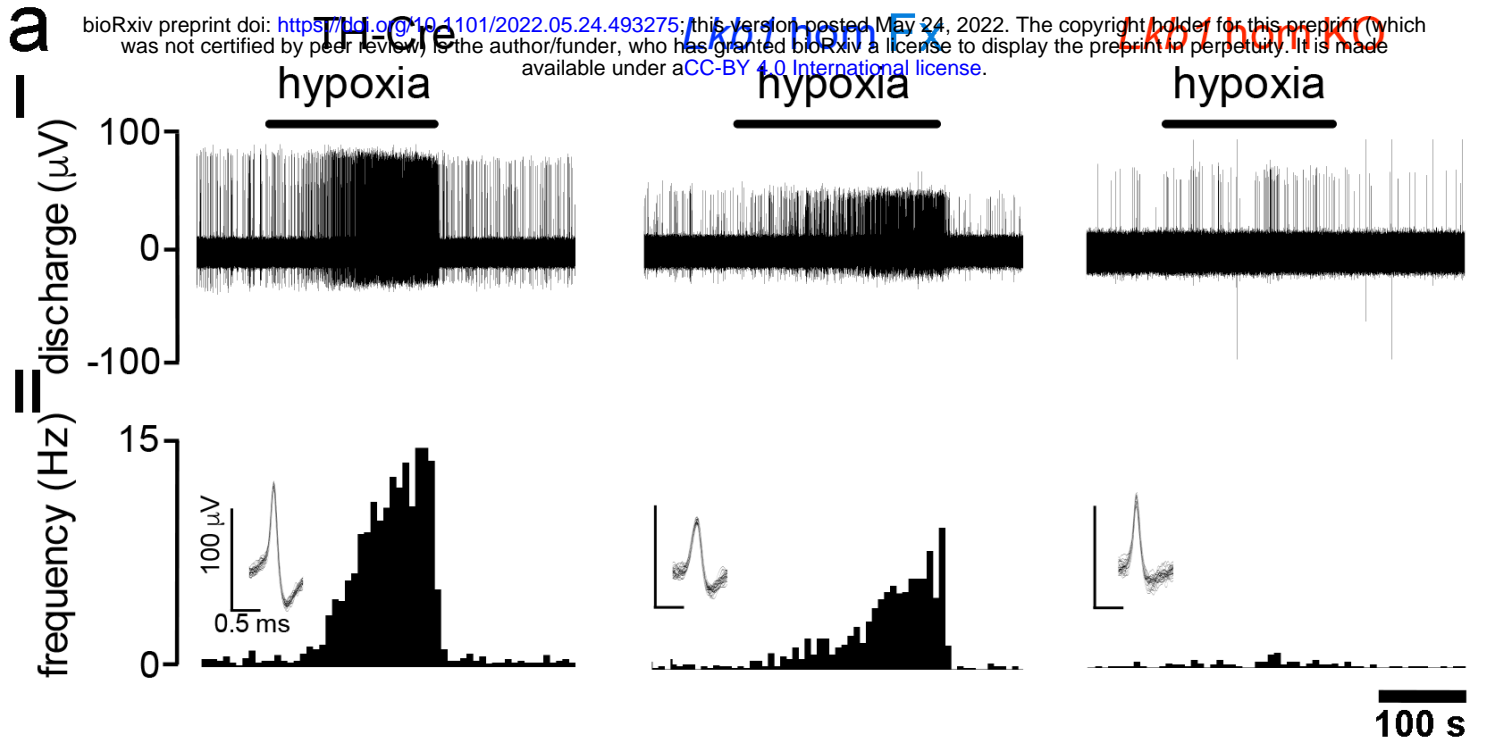 a
bioRxiv preprint doi: https://doi.org/10.1101/2022.05.24.493275; this version posted May 24, 2022. The copyright holder for this preprint (which
was not certified by peer review) is the author/funder, who has granted bioRxiv a license to display the preprint in perpetuity. It is made
available under aCC-BY 4.0 International license.
TH-Cre
Lkb1 hom Fx
Lkb1 hom KO
I
hypoxia
hypoxia
hypoxia
discharge (µV)
100
0
-100
II
frequency (Hz)
15
0
100 µV
0.5 ms
100 s